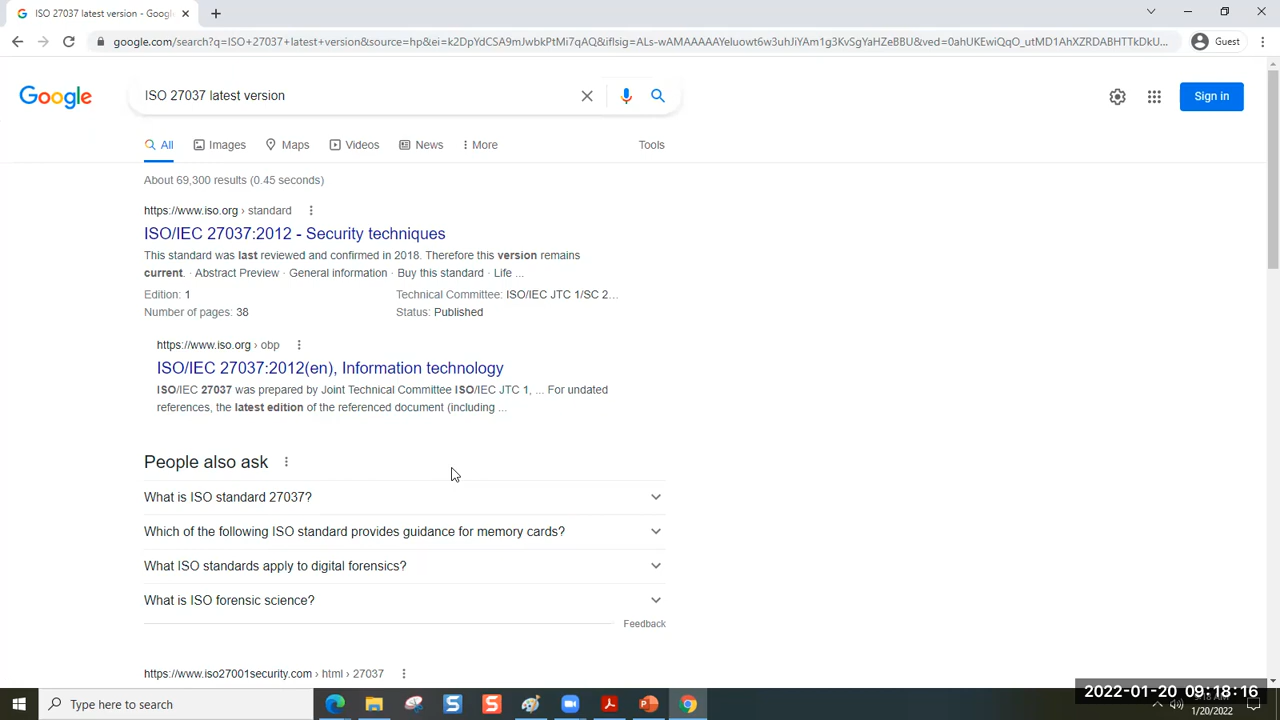 ISO 27037 latest version - Googl
google.com/search?q=ISO+27037+latest+version&source=hp&ei=k2DpYdCSA9mJwbkPtMi7qAQ&iflsig=ALs-wAMAAAAAYeluowt6w3uhJiYAm1g3KvSgYaHZeBBU&ved=0ahUKEwiQqO_utMD1AhXZRDABHTTkDkU...
Guest
Google
ISO 27037 latest version
Sign in
All Images Maps Videos News More Tools
About 69,300 results (0.45 seconds)
https://www.iso.org › standard
ISO/IEC 27037:2012 - Security techniques
This standard was last reviewed and confirmed in 2018. Therefore this version remains
current. · Abstract Preview · General information · Buy this standard · Life ...
Edition: 1 Technical Committee: ISO/IEC JTC 1/SC 2...
Number of pages: 38 Status: Published
https://www.iso.org › obp
ISO/IEC 27037:2012(en), Information technology
ISO/IEC 27037 was prepared by Joint Technical Committee ISO/IEC JTC 1, ... For undated
references, the latest edition of the referenced document (including ...
People also ask
What is ISO standard 27037?
Which of the following ISO standard provides guidance for memory cards?
What ISO standards apply to digital forensics?
What is ISO forensic science?
Feedback
https://www.iso27001security.com › html › 27037
Type here to search
2022-01-20 09:18:16
1/20/2022